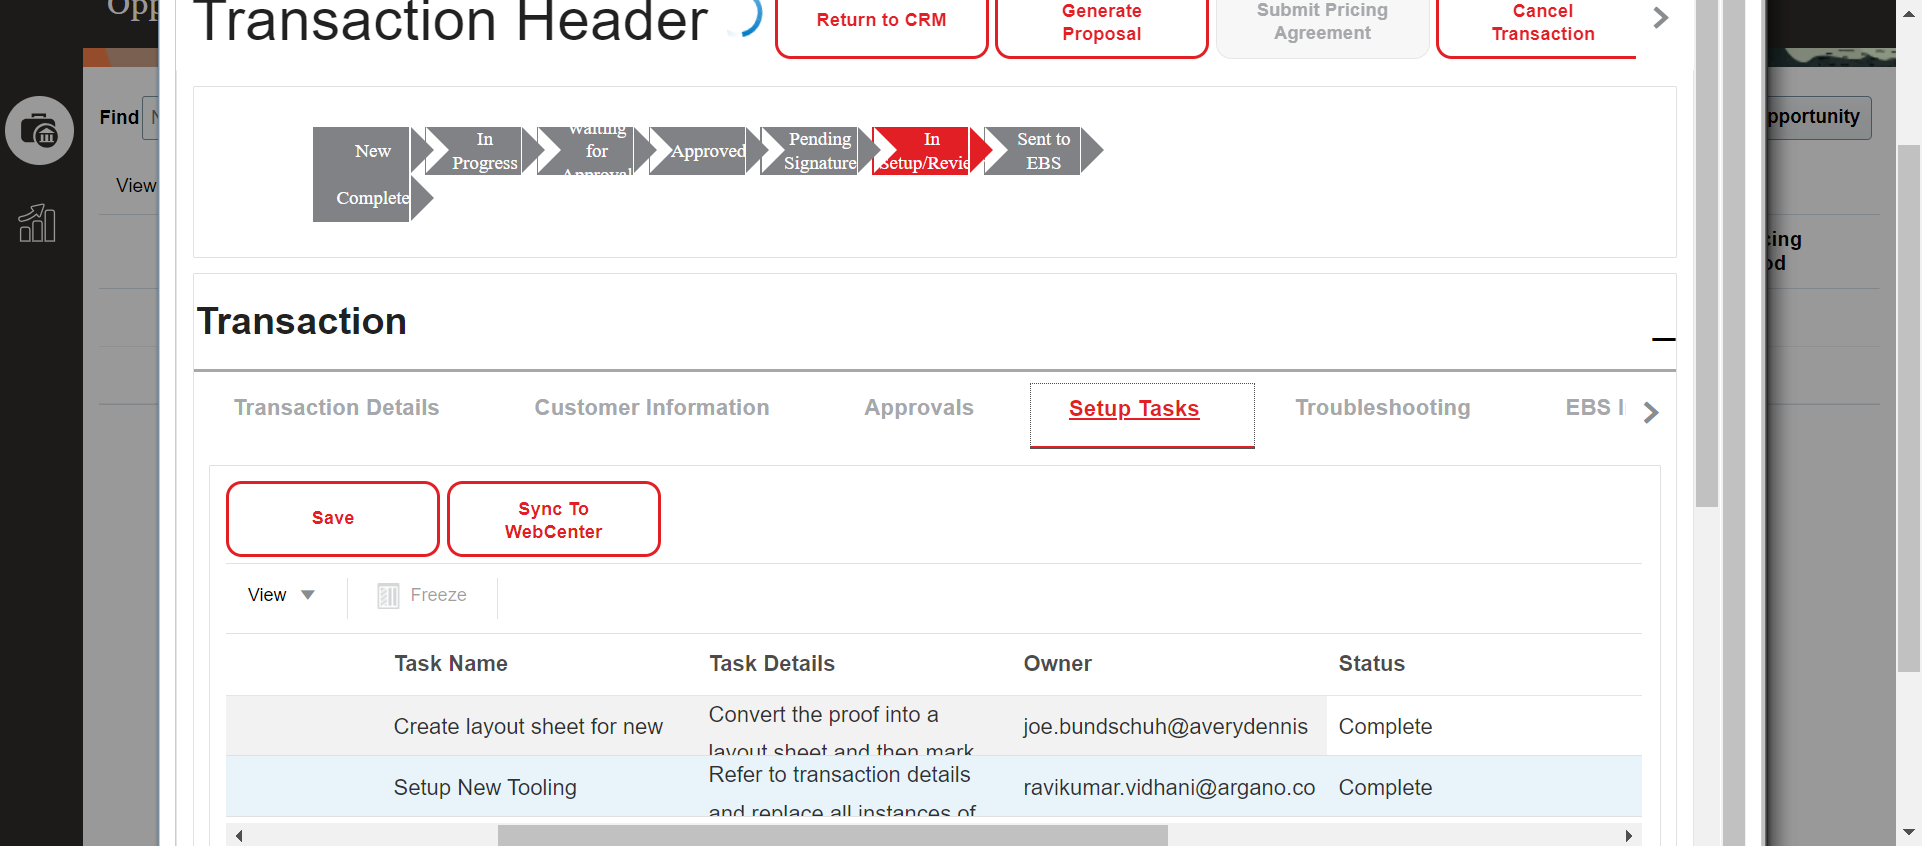 Opp
Transaction Header
Return to CRM
Generate
Proposal
Submit Pricing
Agreement
Cancel
Transaction
Find
N
pportunity
New
In
Progress
Waiting
for
Approval
Approved
Pending
Signature
In
Setup/Revie
Sent to
EBS
Complete
View
cing
od
Transaction
Transaction Details
Customer Information
Approvals
Setup Tasks
Troubleshooting
EBS I
Save
Sync To
WebCenter
View
Freeze
Task Name
Task Details
Owner
Status
Create layout sheet for new
Convert the proof into a
layout sheet and then mark
joe.bundschuh@averydennis
Complete
Setup New Tooling
Refer to transaction details
and replace all instances of
ravikumar.vidhani@argano.co
Complete